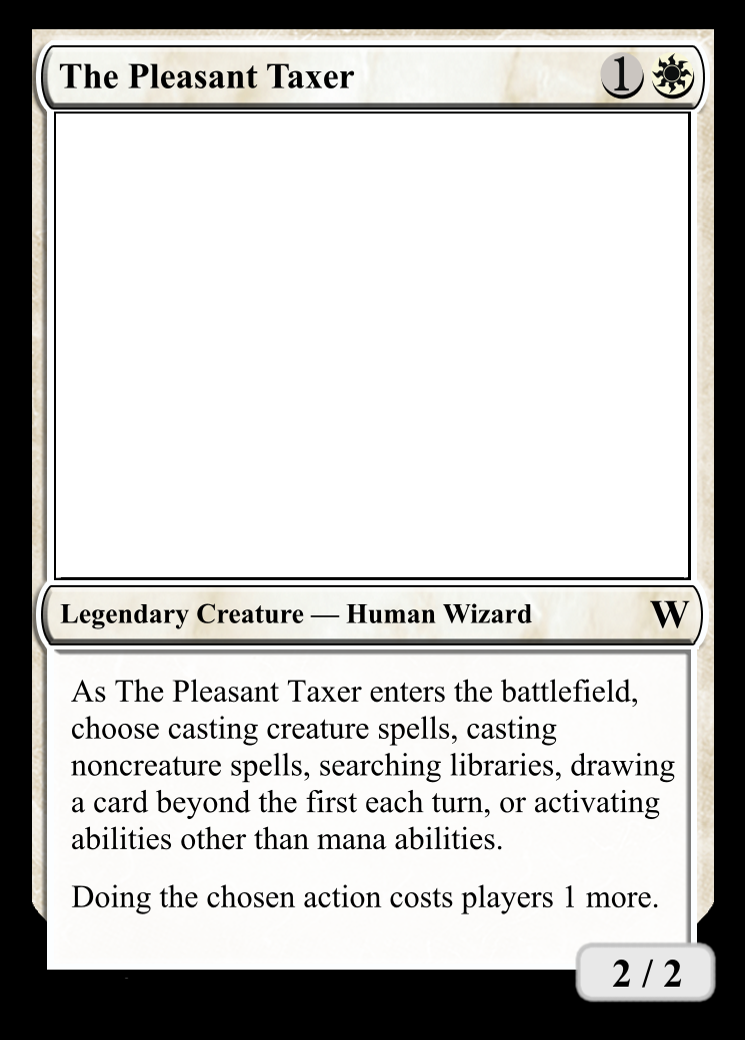 The Pleasant Taxer 1
Legendary Creature — Human Wizard W
As The Pleasant Taxer enters the battlefield,
choose casting creature spells, casting
noncreature spells, searching libraries, drawing
a card beyond the first each turn, or activating
abilities other than mana abilities.
Doing the chosen action costs players 1 more.
2 / 2